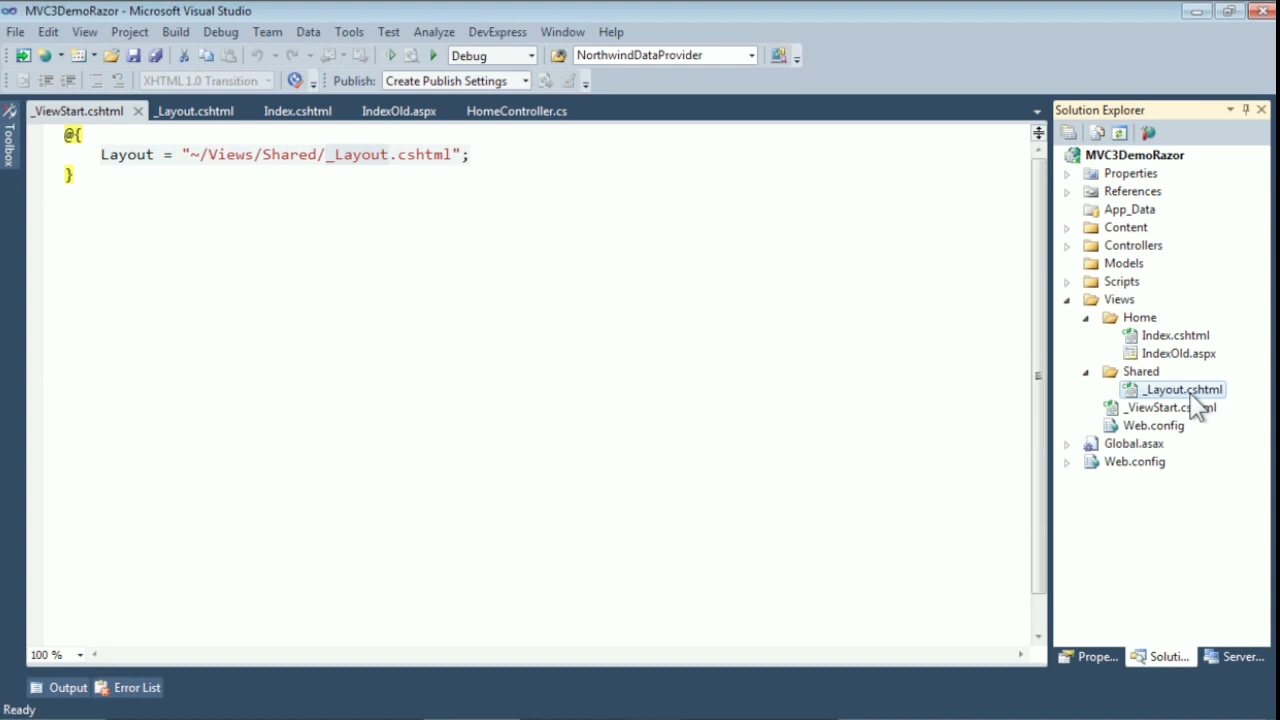 MVC3DemoRazor - Microsoft Visual Studio
File Edit View Project Build Debug Team Data Tools Test Analyze DevExpress Window Help
Debug NorthwindDataProvider
XHTML 1.0 Transition Publish: Create Publish Settings
Toolbox
_ViewStart.cshtml _Layout.cshtml Index.cshtml IndexOld.aspx HomeController.cs
@{
Layout = "~/Views/Shared/_Layout.cshtml";
}
100 %
Solution Explorer
MVC3DemoRazor
Properties
References
App_Data
Content
Controllers
Models
Scripts
Views
Home
Index.cshtml
IndexOld.aspx
Shared
_Layout.cshtml
Web.config
Global.asax
Web.config
Prope... Soluti... Server...
Output Error List
Ready